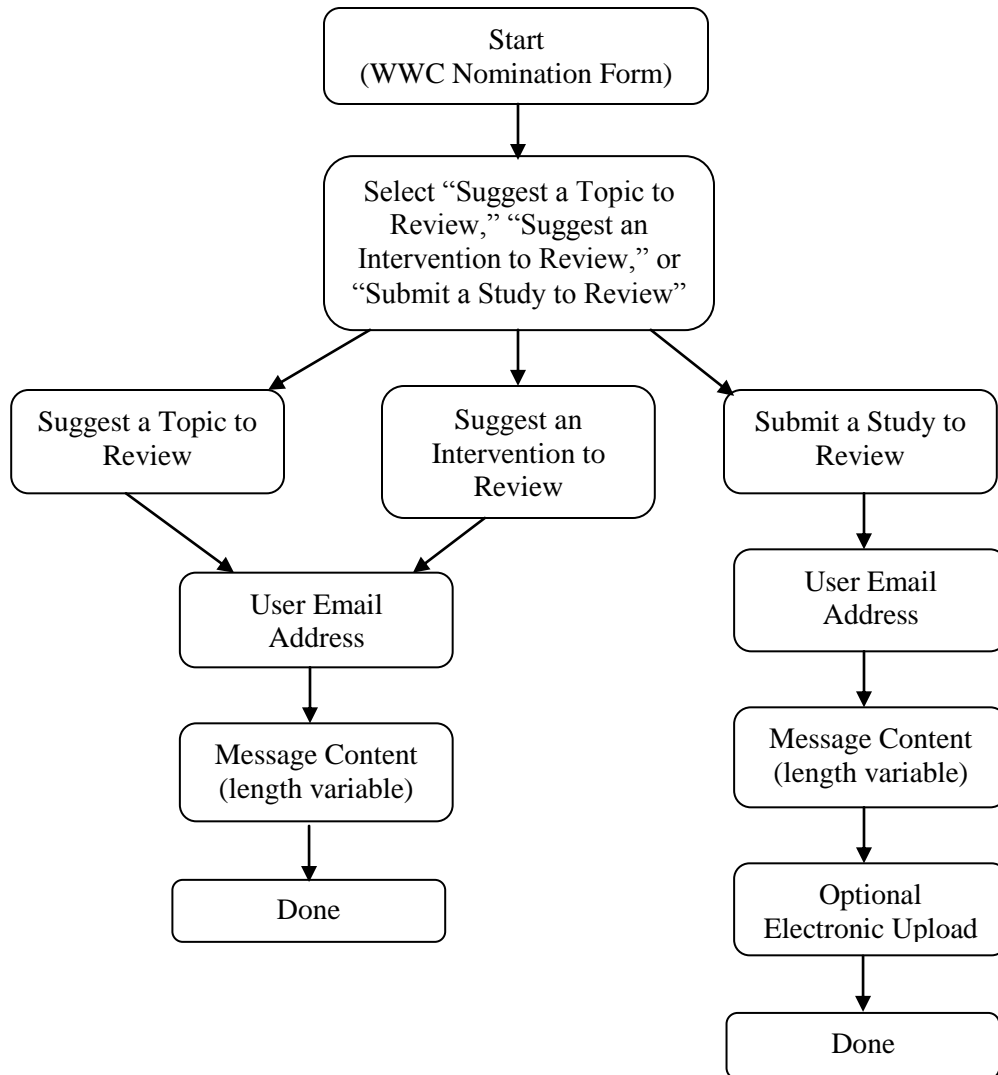 Start
(WWC Nomination Form)
Select “Suggest a Topic to
Review,” “Suggest an
Intervention to Review,” or
“Submit a Study to Review”
Suggest a Topic to
Review
Suggest an
Intervention to
Review
Submit a Study to
Review
User Email
Address
Message Content
(length variable)
Done
User Email
Address
Message Content
(length variable)
Optional
Electronic Upload
Done